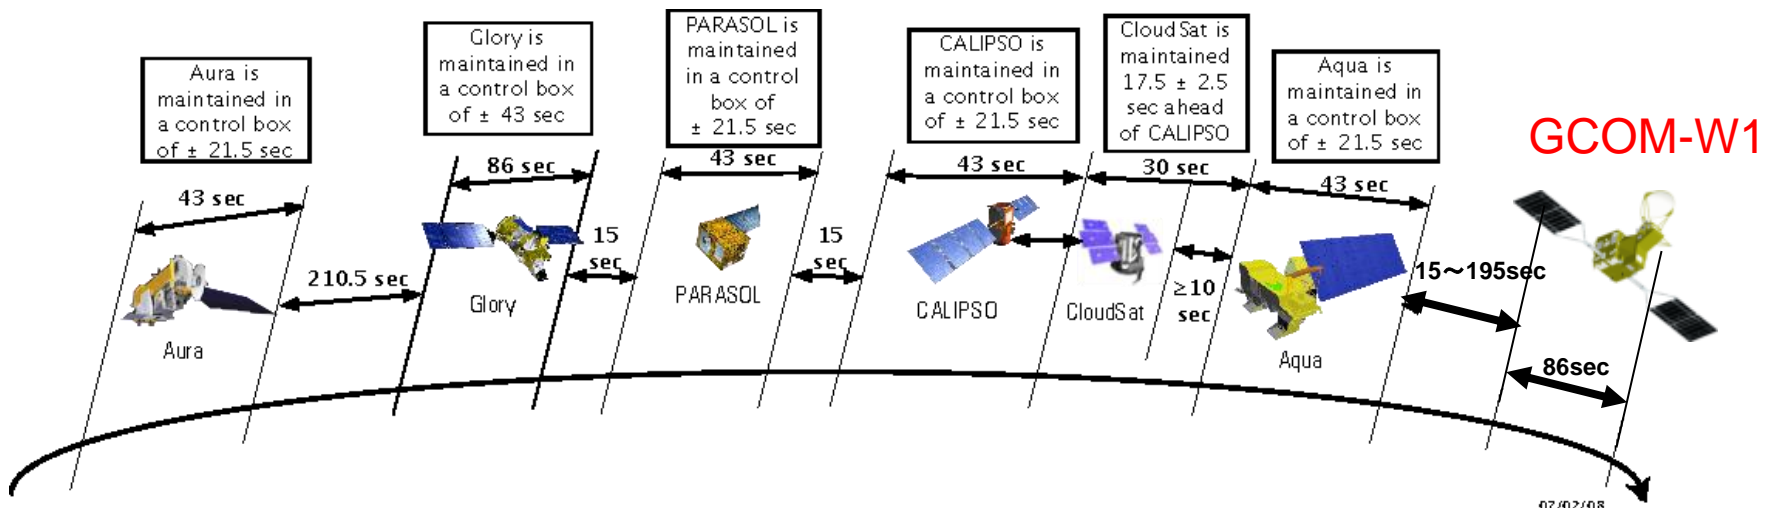 Aura is
maintained in
a control box
of ± 21.5 sec
Glory is
maintained in
a control box
of ± 43 sec
PARASOL is
maintained
in a control
box of
± 21.5 sec
CALIPSO is
maintained in
a control box
of ± 21.5 sec
CloudSat is
maintained
17.5 ± 2.5
sec ahead
of CALIPSO
Aqua is
maintained in
a control box
of ± 21.5 sec
GCOM-W1
43 sec
86 sec
43 sec
43 sec
30 sec
43 sec
210.5 sec
15
sec
15
sec
≥10
sec
15～195sec
86sec
Aura
Glory
PARASOL
CALIPSO
CloudSat
Aqua
07/02/08